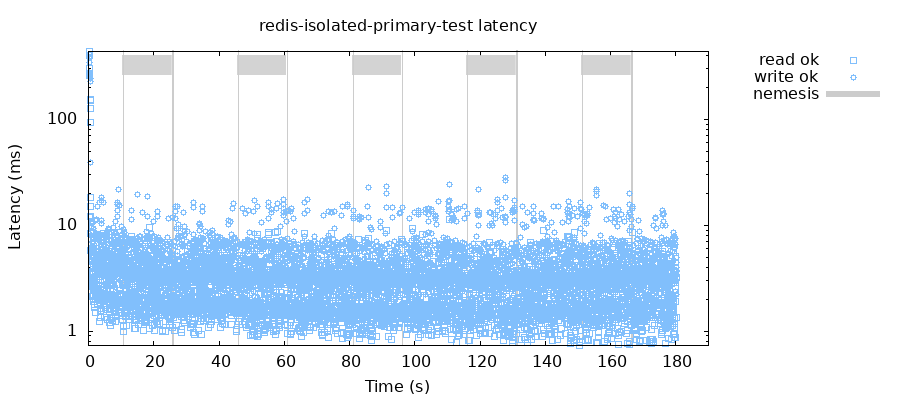 redis-isolated-primary-test latency
read ok
write ok
nemesis
100
10
1
Latency (ms)
0 20 40 60 80 100 120 140 160 180
Time (s)